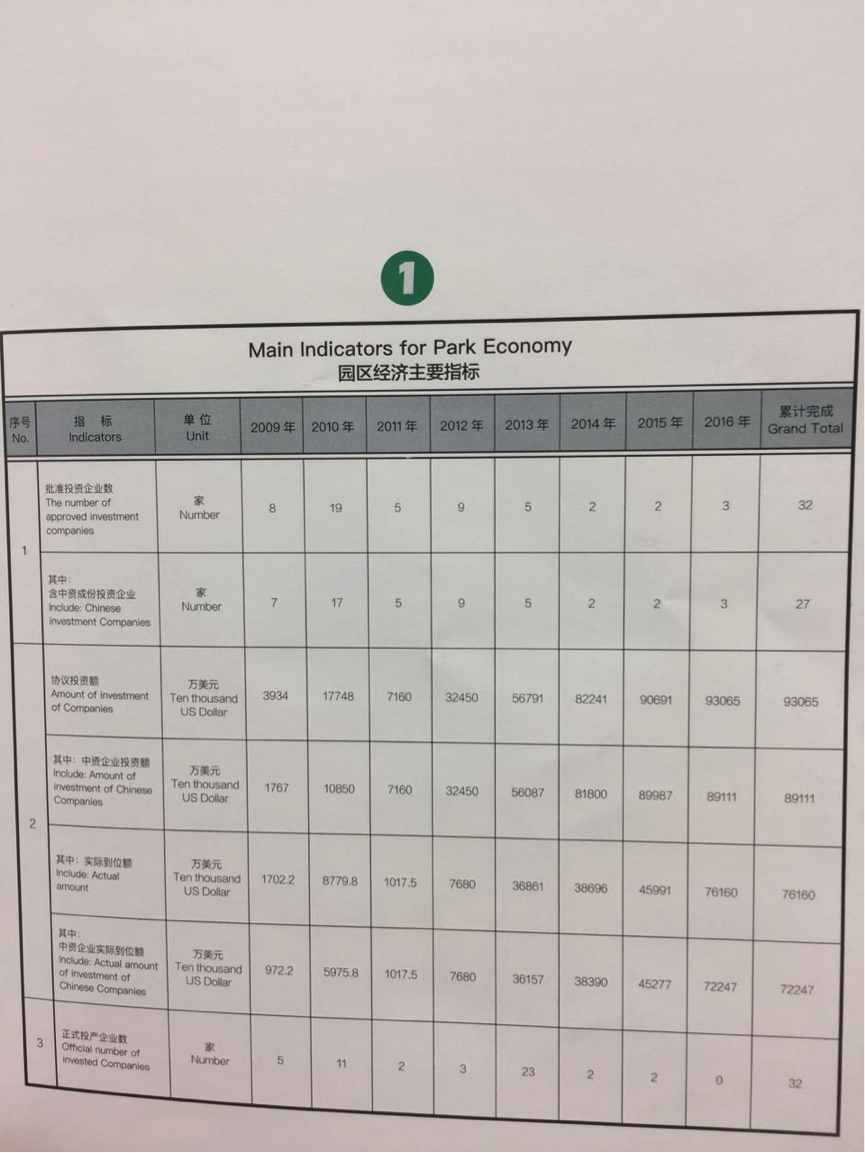 1
Main Indicators for Park Economy
园区经济主要指标
序号 指 标 单 位 2009 年 2010 年 2011 年 2012 年 2013 年 2014 年 2015 年 2016 年 累计完成
No. Indicators Unit Grand Total
1
批准投资企业数
The number of
approved investment
companies
家
Number
8 19 5 9 5 2 2 3 32
其中:
含中资成份投资企业
Include: Chinese
investment Companies
家
Number
7 17 5 9 5 2 2 3 27
2
协议投资额
Amount of investment
of Companies
万美元
Ten thousand
US Dollar
3934 17748 7160 32450 56791 82241 90691 93065 93065
其中: 中资企业投资额
Include: Amount of
investment of Chinese
Companies
万美元
Ten thousand
US Dollar
1767 10850 7160 32450 56087 81800 89987 89111 89111
其中: 实际到位额
Include: Actual
amount
万美元
Ten thousand
US Dollar
1702.2 8779.8 1017.5 7680 36861 38696 45991 76160 76160
其中:
中资企业实际到位额
Include: Actual amount
of investment of
Chinese Companies
万美元
Ten thousand
US Dollar
972.2 5975.8 1017.5 7680 36157 38390 45277 72247 72247
3
正式投产企业数
Official number of
invested Companies
家
Number
5 11 2 3 23 2 2 0 32